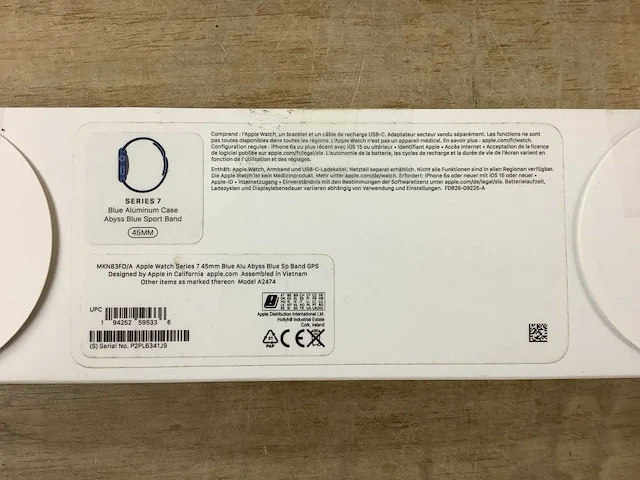 Comprend : l'Apple Watch, un bracelet et un câble de recharge USB-C. Adaptateur secteur vendu séparément. Les fonctions ne sont
pas toutes disponibles dans toutes les régions. L'Apple Watch n'est pas un appareil médical. En savoir plus : apple.com/fr/watch.
Configuration requise : iPhone 6s ou plus récent avec iOS 15 ou ultérieur • Identifiant Apple • Accès Internet • Acceptation de la licence
de logiciel publiée sur apple.com/fr/legal/sla. L'autonomie de la batterie, les cycles de recharge et la durée de vie de l'écran varient en
fonction de l'utilisation et des réglages.
Enthält: Apple Watch, Armband und USB-C-Ladekabel. Netzteil separat erhältlich. Nicht alle Funktionen sind in allen Regionen verfügbar.
Die Apple Watch ist kein Medizinprodukt. Mehr unter apple.com/de/watch. Erfordert: iPhone 6s oder neuer mit iOS 15 oder neuer •
Apple-ID • Internetzugang • Einverständnis mit den Bestimmungen der Softwarelizenz unter apple.com/de/legal/sla. Batterielaufzeit,
Ladezyklen und Displaylebensdauer variieren abhängig von Verwendung und Einstellungen. FD826-09226-A
SERIES 7
Blue Aluminum Case
Abyss Blue Sport Band
45MM
MKN83FD/A Apple Watch Series 7 45mm Blue Alu Abyss Blue Sp Band GPS
Designed by Apple in California apple.com Assembled in Vietnam
Other items as marked thereon Model A2474
UPC
1 94252 59533 6
(S) Serial No. P2PL6341J9
Apple Distribution International Ltd.
Hollyhill Industrial Estate
Cork, Ireland
PAP
CE